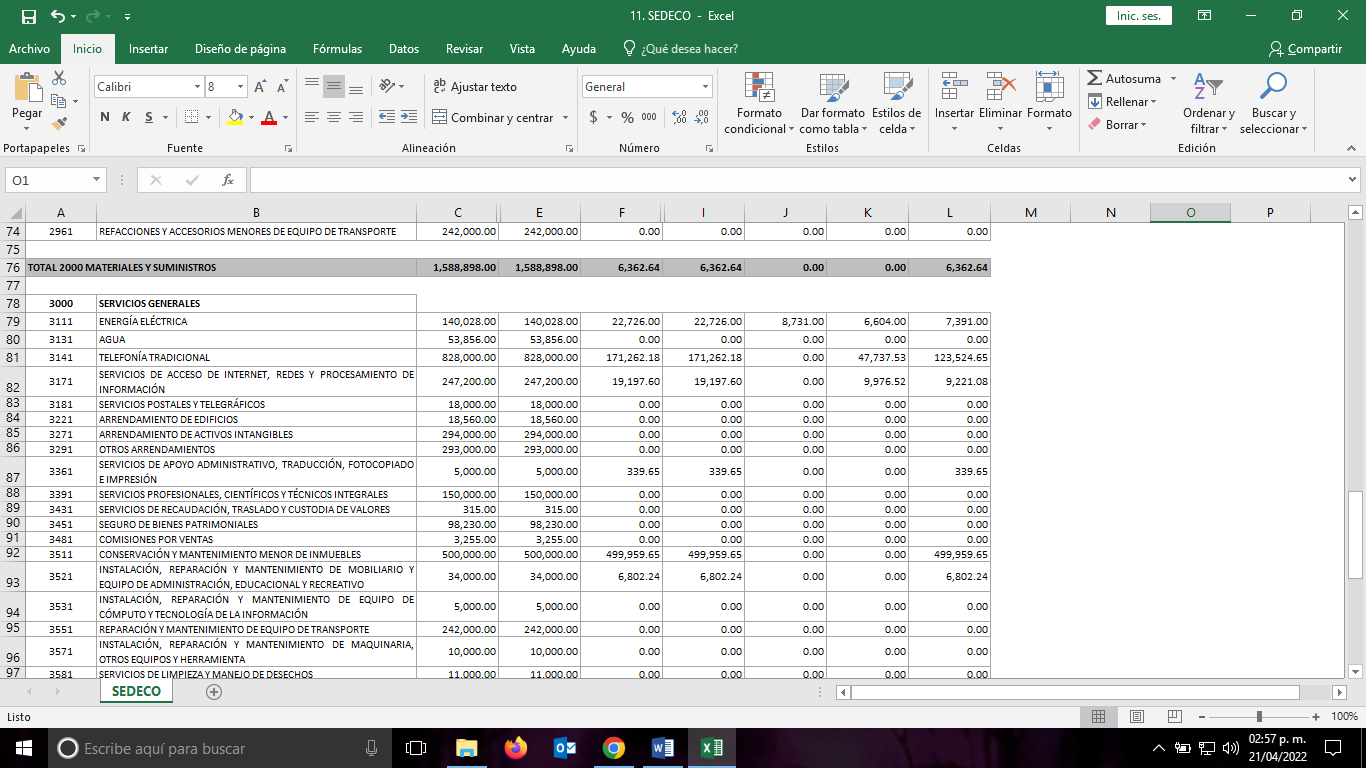 11. SEDECO - Excel
Inic. ses.
Archivo Inicio Insertar Diseño de página Fórmulas Datos Revisar Vista Ayuda ¿Qué desea hacer? Compartir
Pegar
Calibri 8
N K S
Ajustar texto
Combinar y centrar
General
$ % 000
Formato condicional
Dar formato como tabla
Estilos de celda
Insertar Eliminar Formato
Autosuma
Rellenar
Borrar
Ordenar y filtrar
Buscar y seleccionar
Portapapeles Fuente Alineación Número Estilos Celdas Edición
O1 fx
A B C E F I J K L M N O P
74 2961 REFACCIONES Y ACCESORIOS MENORES DE EQUIPO DE TRANSPORTE 242,000.00 242,000.00 0.00 0.00 0.00 0.00 0.00
75
76 TOTAL 2000 MATERIALES Y SUMINISTROS 1,588,898.00 1,588,898.00 6,362.64 6,362.64 0.00 0.00 6,362.64
77
78 3000 SERVICIOS GENERALES
79 3111 ENERGÍA ELÉCTRICA 140,028.00 140,028.00 22,726.00 22,726.00 8,731.00 6,604.00 7,391.00
80 3131 AGUA 53,856.00 53,856.00 0.00 0.00 0.00 0.00 0.00
81 3141 TELEFONÍA TRADICIONAL 828,000.00 828,000.00 171,262.18 171,262.18 0.00 47,737.53 123,524.65
82 3171 SERVICIOS DE ACCESO DE INTERNET, REDES Y PROCESAMIENTO DE
INFORMACIÓN 247,200.00 247,200.00 19,197.60 19,197.60 0.00 9,976.52 9,221.08
83 3181 SERVICIOS POSTALES Y TELEGRÁFICOS 18,000.00 18,000.00 0.00 0.00 0.00 0.00 0.00
84 3221 ARRENDAMIENTO DE EDIFICIOS 18,560.00 18,560.00 0.00 0.00 0.00 0.00 0.00
85 3271 ARRENDAMIENTO DE ACTIVOS INTANGIBLES 294,000.00 294,000.00 0.00 0.00 0.00 0.00 0.00
86 3291 OTROS ARRENDAMIENTOS 293,000.00 293,000.00 0.00 0.00 0.00 0.00 0.00
87 3361 SERVICIOS DE APOYO ADMINISTRATIVO, TRADUCCIÓN, FOTOCOPIADO
E IMPRESIÓN 5,000.00 5,000.00 339.65 339.65 0.00 0.00 339.65
88 3391 SERVICIOS PROFESIONALES, CIENTÍFICOS Y TÉCNICOS INTEGRALES 150,000.00 150,000.00 0.00 0.00 0.00 0.00 0.00
89 3431 SERVICIOS DE RECAUDACIÓN, TRASLADO Y CUSTODIA DE VALORES 315.00 315.00 0.00 0.00 0.00 0.00 0.00
90 3451 SEGURO DE BIENES PATRIMONIALES 98,230.00 98,230.00 0.00 0.00 0.00 0.00 0.00
91 3481 COMISIONES POR VENTAS 3,255.00 3,255.00 0.00 0.00 0.00 0.00 0.00
92 3511 CONSERVACIÓN Y MANTENIMIENTO MENOR DE INMUEBLES 500,000.00 500,000.00 499,959.65 499,959.65 0.00 0.00 499,959.65
93 3521 INSTALACIÓN, REPARACIÓN Y MANTENIMIENTO DE MOBILIARIO Y
EQUIPO DE ADMINISTRACIÓN, EDUCACIONAL Y RECREATIVO 34,000.00 34,000.00 6,802.24 6,802.24 0.00 0.00 6,802.24
94 3531 INSTALACIÓN, REPARACIÓN Y MANTENIMIENTO DE EQUIPO DE
CÓMPUTO Y TECNOLOGÍA DE LA INFORMACIÓN 5,000.00 5,000.00 0.00 0.00 0.00 0.00 0.00
95 3551 REPARACIÓN Y MANTENIMIENTO DE EQUIPO DE TRANSPORTE 242,000.00 242,000.00 0.00 0.00 0.00 0.00 0.00
96 3571 INSTALACIÓN, REPARACIÓN Y MANTENIMIENTO DE MAQUINARIA,
OTROS EQUIPOS Y HERRAMIENTA 10,000.00 10,000.00 0.00 0.00 0.00 0.00 0.00
97 3581 SERVICIOS DE LIMPIEZA Y MANEJO DE DESECHOS 11,000.00 11,000.00 0.00 0.00 0.00 0.00 0.00
SEDECO
Listo 100%
Escribe aquí para buscar
02:57 p. m.
21/04/2022